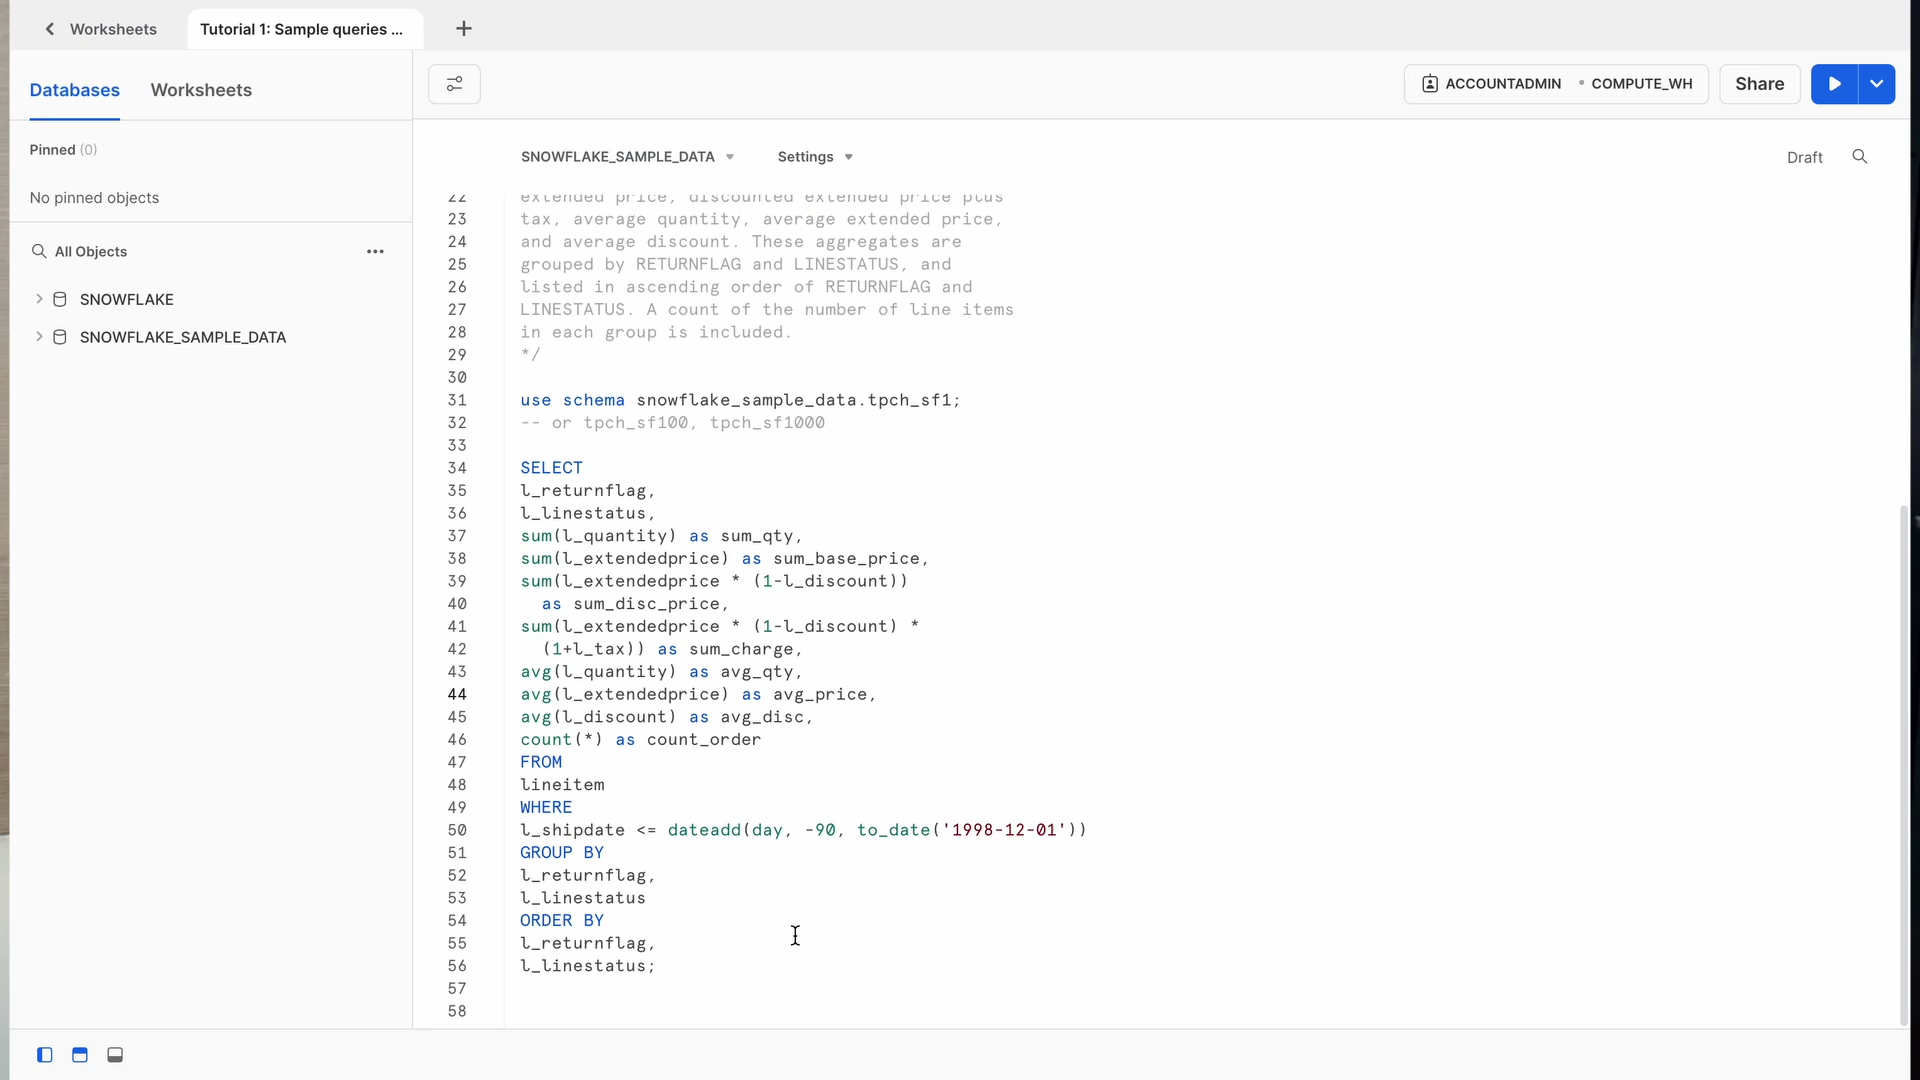 Worksheets
Tutorial 1: Sample queries ...
Databases
Worksheets
Pinned (0)
No pinned objects
All Objects
SNOWFLAKE
SNOWFLAKE_SAMPLE_DATA
ACCOUNTADMIN
COMPUTE_WH
Share
SNOWFLAKE_SAMPLE_DATA
Settings
Draft
22 extended price, discounted extended price plus
23 tax, average quantity, average extended price,
24 and average discount. These aggregates are
25 grouped by RETURNFLAG and LINESTATUS, and
26 listed in ascending order of RETURNFLAG and
27 LINESTATUS. A count of the number of line items
28 in each group is included.
29 */
30
31 use schema snowflake_sample_data.tpch_sf1;
32 -- or tpch_sf100, tpch_sf1000
33
34 SELECT
35 l_returnflag,
36 l_linestatus,
37 sum(l_quantity) as sum_qty,
38 sum(l_extendedprice) as sum_base_price,
39 sum(l_extendedprice * (1-l_discount))
40 as sum_disc_price,
41 sum(l_extendedprice * (1-l_discount) *
42 (1+l_tax)) as sum_charge,
43 avg(l_quantity) as avg_qty,
44 avg(l_extendedprice) as avg_price,
45 avg(l_discount) as avg_disc,
46 count(*) as count_order
47 FROM
48 lineitem
49 WHERE
50 l_shipdate <= dateadd(day, -90, to_date('1998-12-01'))
51 GROUP BY
52 l_returnflag,
53 l_linestatus
54 ORDER BY
55 l_returnflag,
56 l_linestatus;
57
58